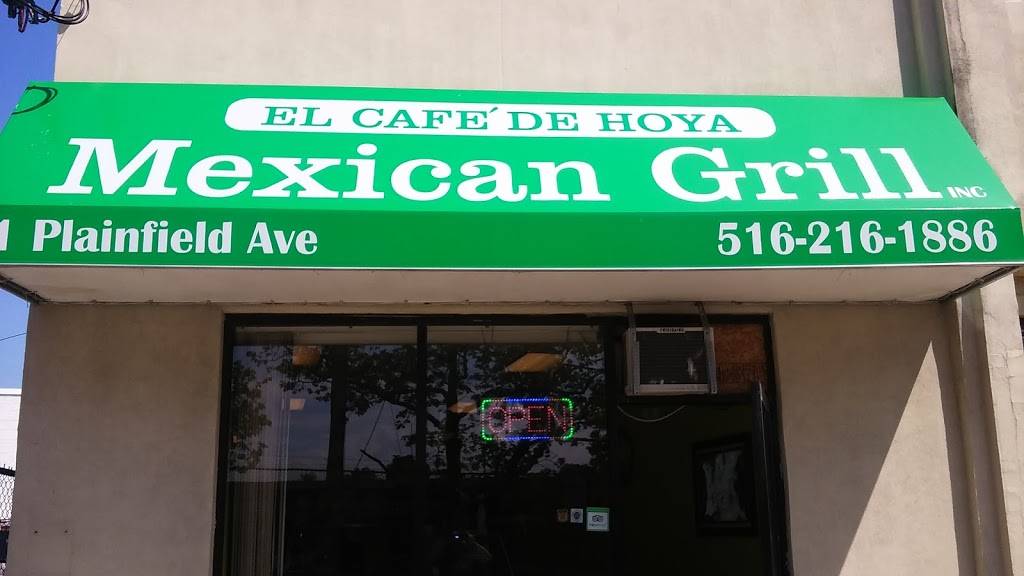 EL CAFE´ DE HOYA
Mexican Grill INC
1 Plainfield Ave 516-216-1886
OPEN